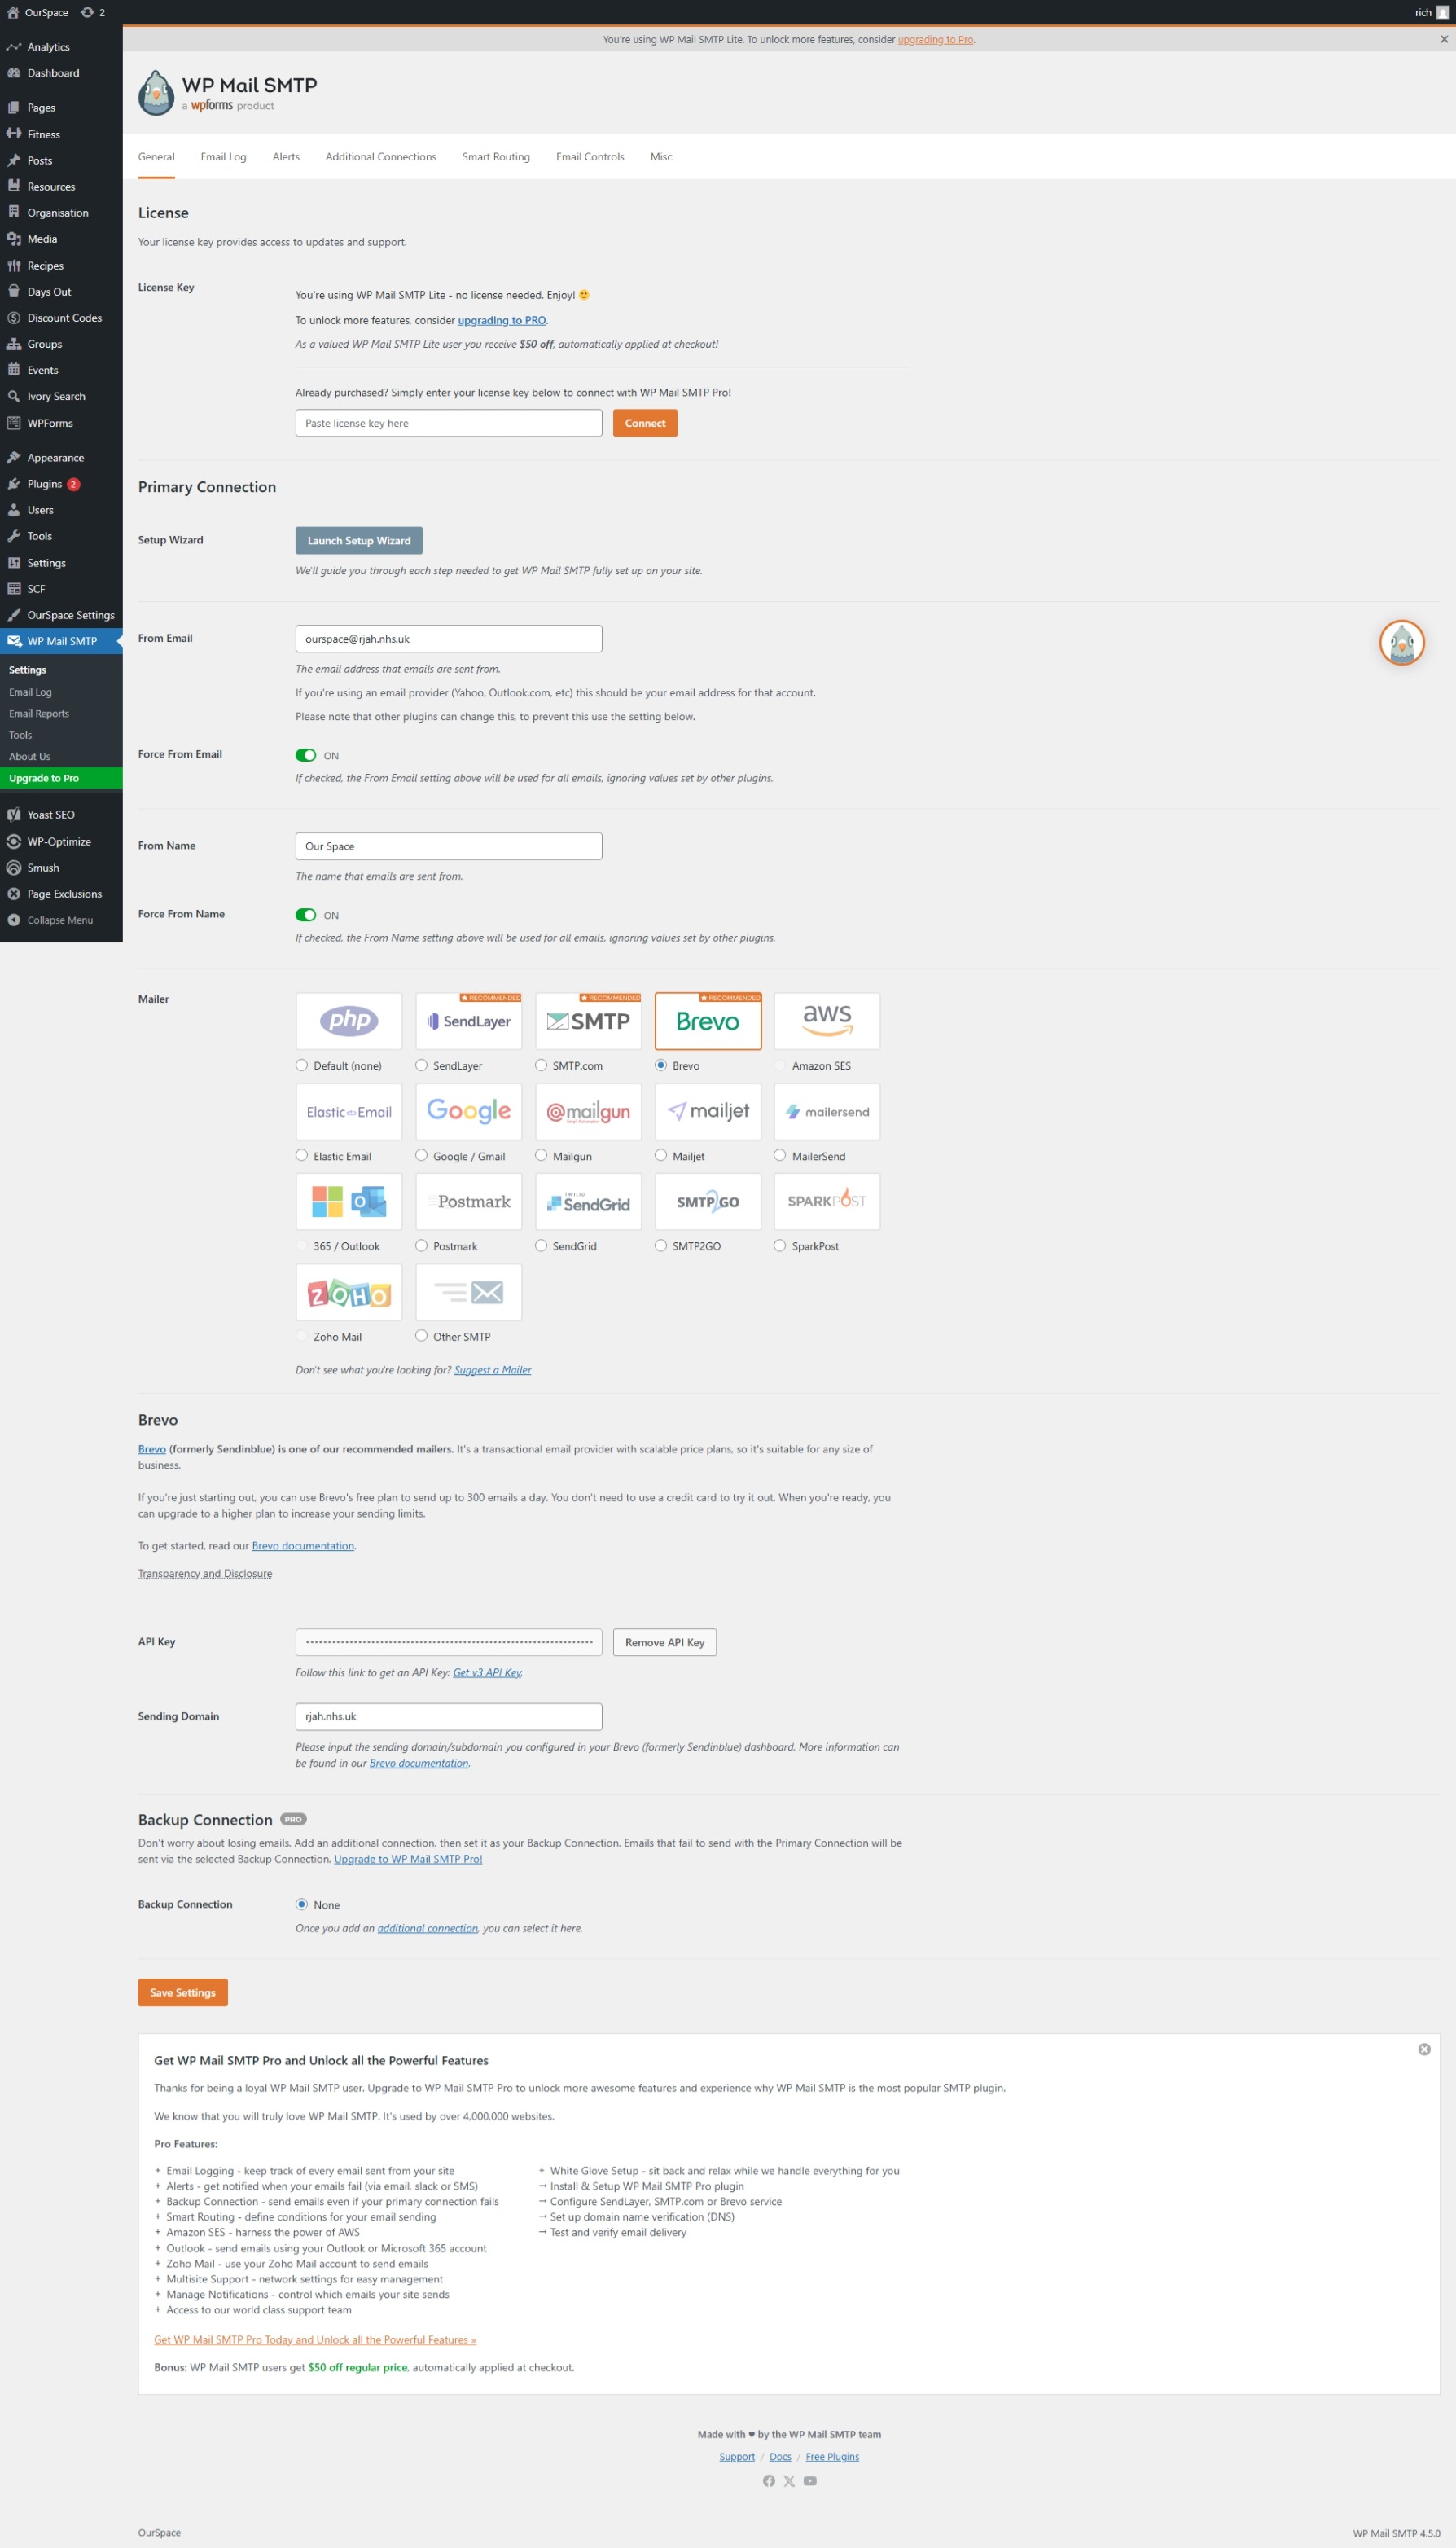 OurSpace 2
rich
Analytics
Dashboard
Pages
Fitness
Posts
Resources
Organisation
Media
Recipes
Days Out
Discount Codes
Groups
Events
Ivory Search
WPForms
Appearance
Plugins 2
Users
Tools
Settings
SCF
OurSpace Settings
WP Mail SMTP
Settings
Email Log
Email Reports
Tools
About Us
Upgrade to Pro
Yoast SEO
WP-Optimize
Smush
Page Exclusions
Collapse Menu
You're using WP Mail SMTP Lite. To unlock more features, consider upgrading to Pro.
WP Mail SMTP
a wpforms product
General Email Log Alerts Additional Connections Smart Routing Email Controls Misc
License
Your license key provides access to updates and support.
License Key
You're using WP Mail SMTP Lite - no license needed. Enjoy! 🙂
To unlock more features, consider upgrading to PRO.
As a valued WP Mail SMTP Lite user you receive $50 off, automatically applied at checkout!
Already purchased? Simply enter your license key below to connect with WP Mail SMTP Pro!
Paste license key here Connect
Primary Connection
Setup Wizard Launch Setup Wizard
We'll guide you through each step needed to get WP Mail SMTP fully set up on your site.
From Email ourspace@rjah.nhs.uk
The email address that emails are sent from.
If you're using an email provider (Yahoo, Outlook.com, etc) this should be your email address for that account.
Please note that other plugins can change this, to prevent this use the setting below.
Force From Email ON
If checked, the From Email setting above will be used for all emails, ignoring values set by other plugins.
From Name Our Space
The name that emails are sent from.
Force From Name ON
If checked, the From Name setting above will be used for all emails, ignoring values set by other plugins.
Mailer
RECOMMENDED RECOMMENDED RECOMMENDED
php SendLayer SMTP Brevo aws
Default (none) SendLayer SMTP.com Brevo Amazon SES
Elastic Email Google @mailgun mailjet mailersend
Elastic Email Google / Gmail Mailgun Mailjet MailerSend
Postmark TWILIO SendGrid SMTP2GO SPARKPOST
365 / Outlook Postmark SendGrid SMTP2GO SparkPost
ZOHO
Zoho Mail Other SMTP
Don't see what you're looking for? Suggest a Mailer
Brevo
Brevo (formerly Sendinblue) is one of our recommended mailers. It's a transactional email provider with scalable price plans, so it's suitable for any size of
business.
If you're just starting out, you can use Brevo's free plan to send up to 300 emails a day. You don't need to use a credit card to try it out. When you're ready, you
can upgrade to a higher plan to increase your sending limits.
To get started, read our Brevo documentation.
Transparency and Disclosure
API Key Remove API Key
Follow this link to get an API Key: Get v3 API Key.
Sending Domain rjah.nhs.uk
Please input the sending domain/subdomain you configured in your Brevo (formerly Sendinblue) dashboard. More information can
be found in our Brevo documentation.
Backup Connection PRO
Don't worry about losing emails. Add an additional connection, then set it as your Backup Connection. Emails that fail to send with the Primary Connection will be
sent via the selected Backup Connection. Upgrade to WP Mail SMTP Pro!
Backup Connection None
Once you add an additional connection, you can select it here.
Save Settings
Get WP Mail SMTP Pro and Unlock all the Powerful Features
Thanks for being a loyal WP Mail SMTP user. Upgrade to WP Mail SMTP Pro to unlock more awesome features and experience why WP Mail SMTP is the most popular SMTP plugin.
We know that you will truly love WP Mail SMTP. It's used by over 4,000,000 websites.
Pro Features:
+ Email Logging - keep track of every email sent from your site
+ Alerts - get notified when your emails fail (via email, slack or SMS)
+ Backup Connection - send emails even if your primary connection fails
+ Smart Routing - define conditions for your email sending
+ Amazon SES - harness the power of AWS
+ Outlook - send emails using your Outlook or Microsoft 365 account
+ Zoho Mail - use your Zoho Mail account to send emails
+ Multisite Support - network settings for easy management
+ Manage Notifications - control which emails your site sends
+ Access to our world class support team
+ White Glove Setup - sit back and relax while we handle everything for you
→ Install & Setup WP Mail SMTP Pro plugin
→ Configure SendLayer, SMTP.com or Brevo service
→ Set up domain name verification (DNS)
→ Test and verify email delivery
Get WP Mail SMTP Pro Today and Unlock all the Powerful Features »
Bonus: WP Mail SMTP users get $50 off regular price, automatically applied at checkout.
Made with ♥ by the WP Mail SMTP team
Support / Docs / Free Plugins
OurSpace
WP Mail SMTP 4.5.0